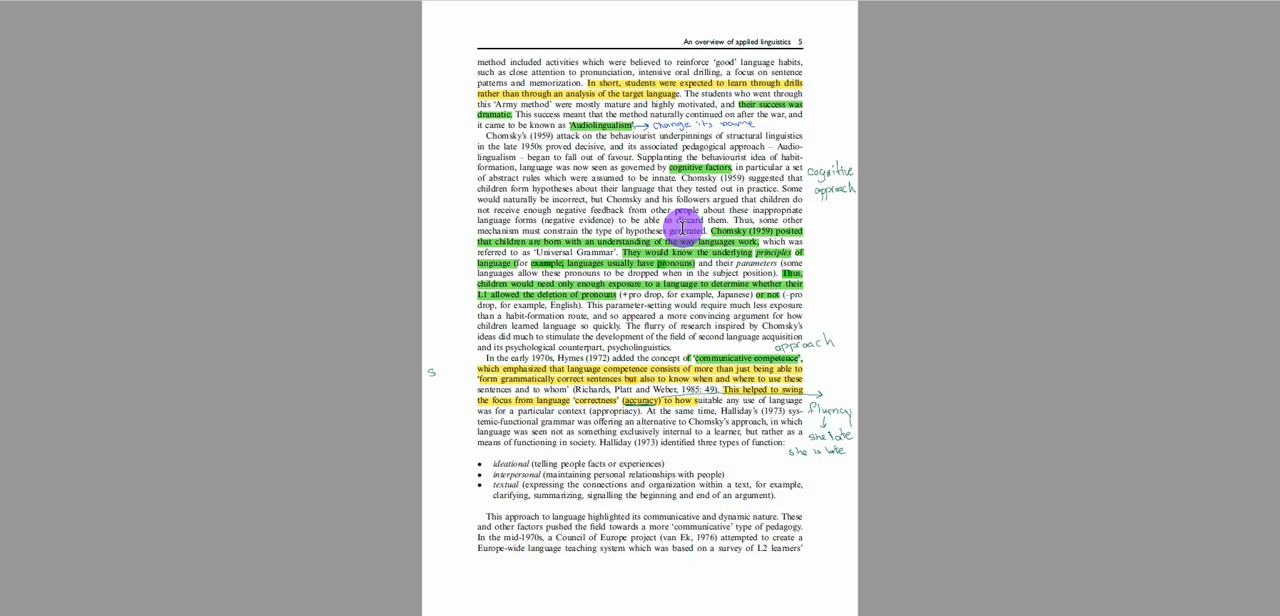 An overview of applied linguistics 5
method included activities which were believed to reinforce 'good' language habits,
such as close attention to pronunciation, intensive oral drilling, a focus on sentence
patterns and memorization. In short, students were expected to learn through drills
rather than through an analysis of the target language. The students who went through
this 'Army method' were mostly mature and highly motivated, and their success was
dramatic. This success meant that the method naturally continued on after the war, and
it came to be known as 'Audiolingualism'. → change its name
Chomsky's (1959) attack on the behaviourist underpinnings of structural linguistics
in the late 1950s proved decisive, and its associated pedagogical approach – Audio-
lingualism – began to fall out of favour. Supplanting the behaviourist idea of habit-
formation, language was now seen as governed by cognitive factors, in particular a set
cognitive
of abstract rules which were assumed to be innate. Chomsky (1959) suggested that
children form hypotheses about their language that they tested out in practice. Some
approach
would naturally be incorrect, but Chomsky and his followers argued that children do
not receive enough negative feedback from other people about these inappropriate
language forms (negative evidence) to be able to discard them. Thus, some other
mechanism must constrain the type of hypotheses generated. Chomsky (1959) posited
that children are born with an understanding of the way languages work, which was
referred to as 'Universal Grammar'. They would know the underlying principles of
language (for example, languages usually have pronouns) and their parameters (some
languages allow these pronouns to be dropped when in the subject position). Thus,
children would need only enough exposure to a language to determine whether their
L1 allowed the deletion of pronouns (+pro drop, for example, Japanese) or not (–pro
drop, for example, English). This parameter-setting would require much less exposure
than a habit-formation route, and so appeared a more convincing argument for how
children learned language so quickly. The flurry of research inspired by Chomsky's
ideas did much to stimulate the development of the field of second language acquisition
and its psychological counterpart, psycholinguistics.
approach
In the early 1970s, Hymes (1972) added the concept of 'communicative competence',
which emphasized that language competence consists of more than just being able to
s
'form grammatically correct sentences but also to know when and where to use these
sentences and to whom' (Richards, Platt and Weber, 1985: 49). This helped to swing
the focus from language 'correctness' (accuracy) to how suitable any use of language
was for a particular context (appropriacy). At the same time, Halliday's (1973) sys-
fluency
temic-functional grammar was offering an alternative to Chomsky's approach, in which
language was seen not as something exclusively internal to a learner, but rather as a
she late
means of functioning in society. Halliday (1973) identified three types of function:
she is late
• ideational (telling people facts or experiences)
• interpersonal (maintaining personal relationships with people)
• textual (expressing the connections and organization within a text, for example,
clarifying, summarizing, signalling the beginning and end of an argument).
This approach to language highlighted its communicative and dynamic nature. These
and other factors pushed the field towards a more 'communicative' type of pedagogy.
In the mid-1970s, a Council of Europe project (van Ek, 1976) attempted to create a
Europe-wide language teaching system which was based on a survey of L2 learners'